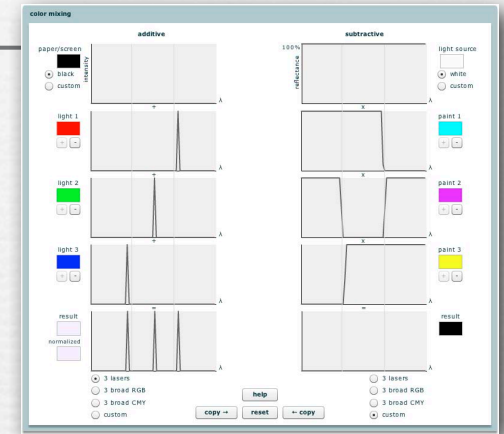 color mixing
additive
subtractive
paper/screen
black
custom
intensity
λ
+
light 1
+ -
λ
+
light 2
+ -
λ
+
light 3
+ -
λ
=
result
normalized
λ
3 lasers
3 broad RGB
3 broad CMY
custom
100%
reflectance
light source
white
custom
λ
x
paint 1
+ -
λ
x
paint 2
+ -
λ
x
paint 3
+ -
λ
=
result
λ
3 lasers
3 broad RGB
3 broad CMY
custom
help
copy → reset ← copy